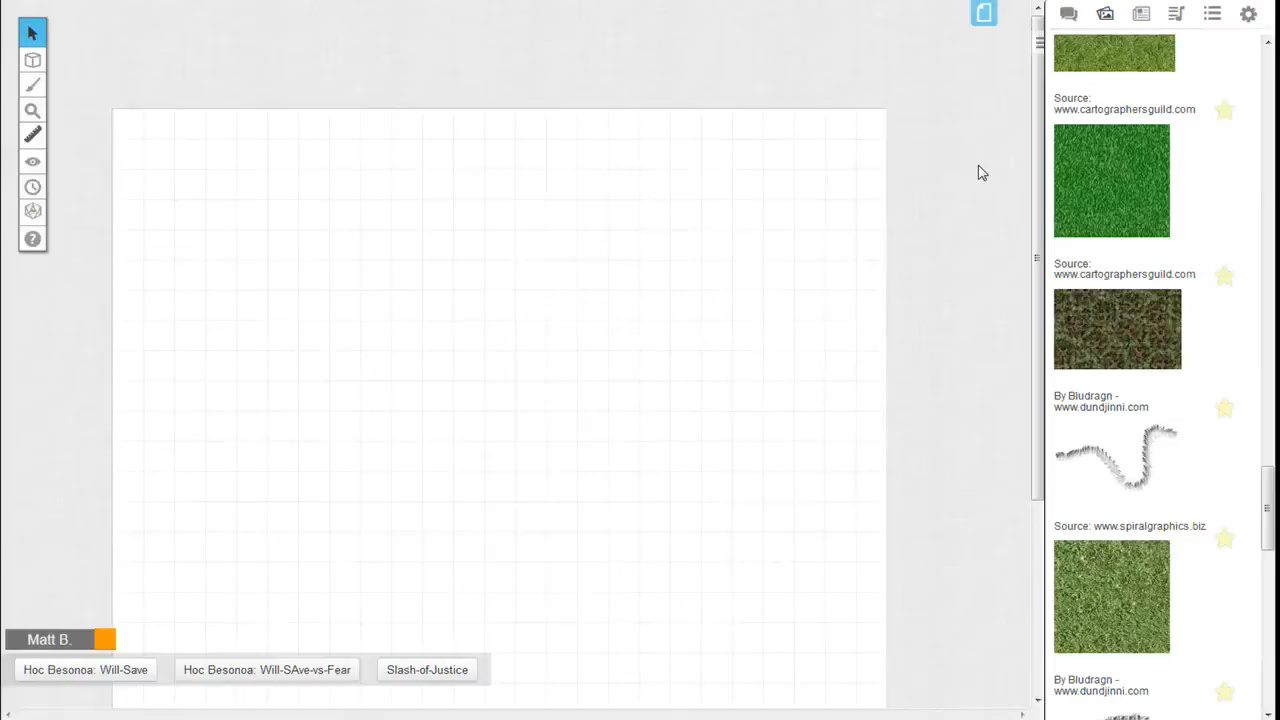 Source:
www.cartographersguild.com
Source:
www.cartographersguild.com
By Bludragn -
www.dundjinni.com
Source: www.spiralgraphics.biz
By Bludragn -
www.dundjinni.com
Matt B.
Hoc Besonoa: Will-Save
Hoc Besonoa: Will-SAve-vs-Fear
Slash-of-Justice